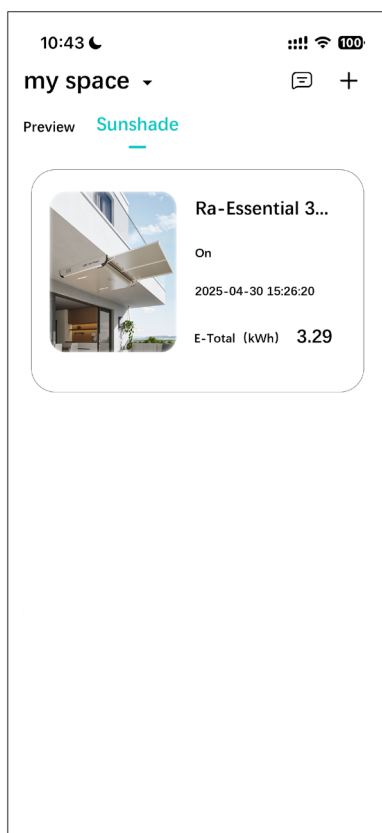 10:43
100
my space
Preview
Sunshade
Ra-Essential 3...
On
2025-04-30 15:26:20
E-Total（kWh） 3.29